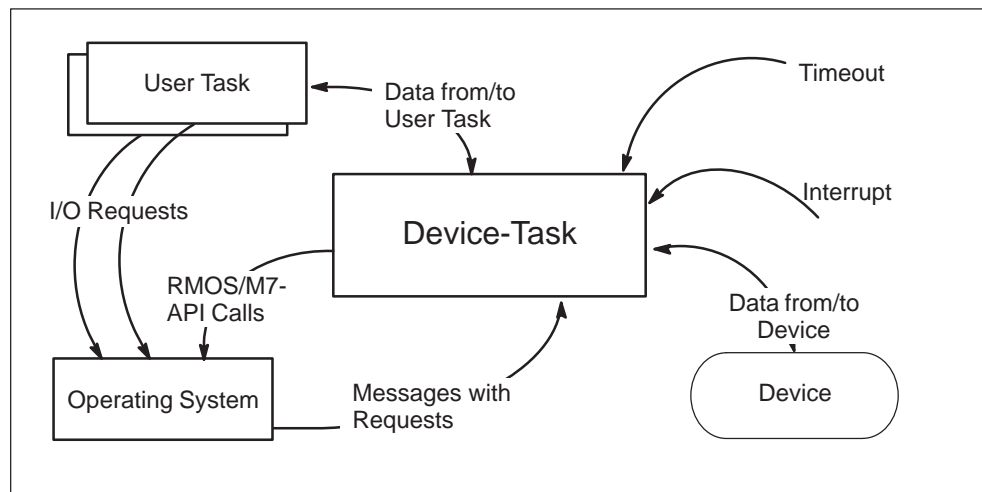 User Task
Data from/to
User Task
Timeout
I/O Requests
Interrupt
Device-Task
RMOS/M7-
API Calls
Data from/to
Device
Operating System
Messages with
Requests
Device